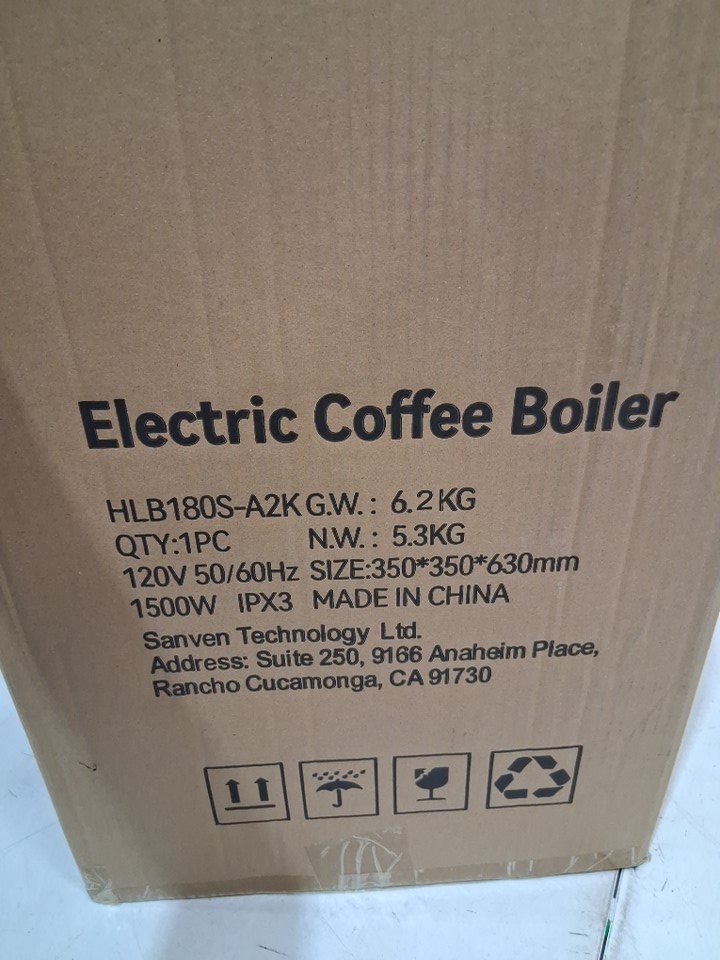 Electric Coffee Boiler
HLB180S-A2K G.W.: 6.2KG
QTY:1PC N.W.: 5.3KG
120V 50/60Hz SIZE:350*350*630mm
1500W IPX3 MADE IN CHINA
Sanven Technology Ltd.
Address: Suite 250, 9166 Anaheim Place,
Rancho Cucamonga, CA 91730